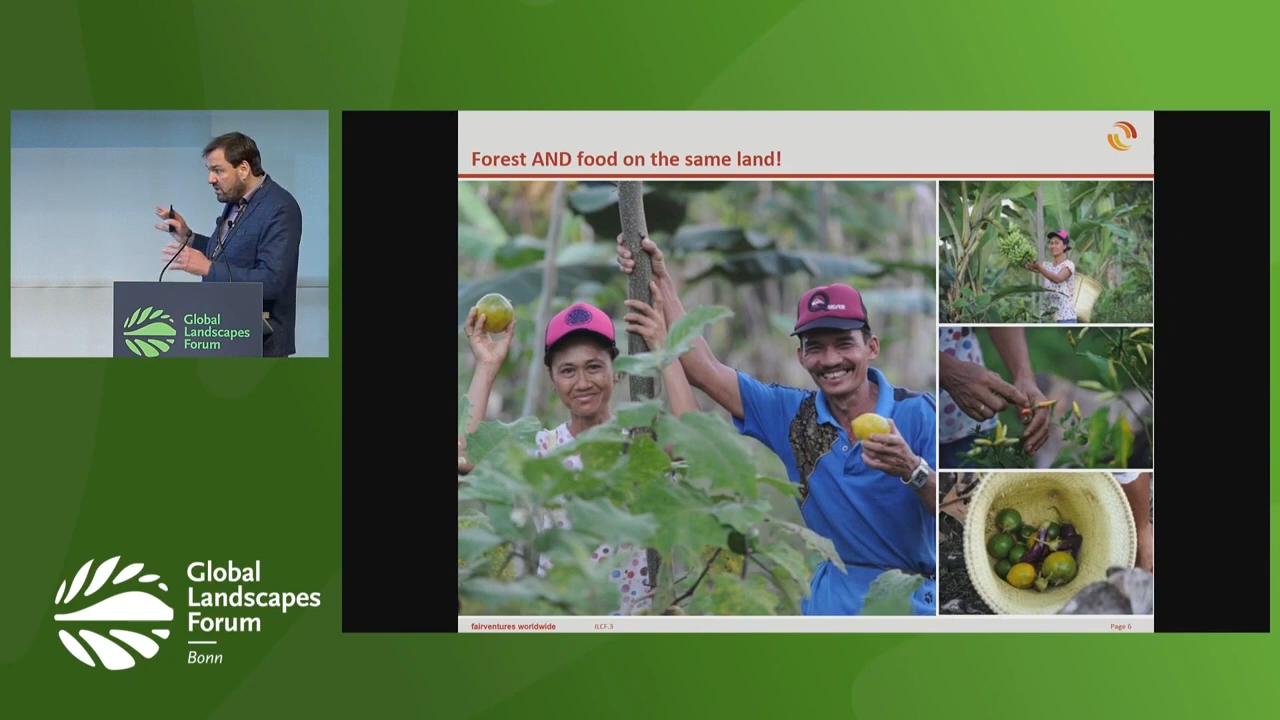 Forest AND food on the same land!
Global
Landscapes
Forum
fairventures worldwide
ILCF.3
Page 6
Global
Landscapes
Forum
Bonn